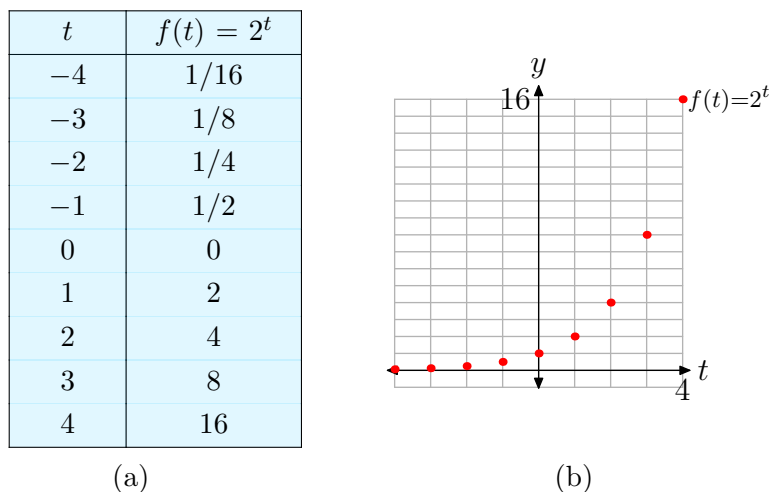 t f(t) = 2^t
−4 1/16
−3 1/8
−2 1/4
−1 1/2
0 0
1 2
2 4
3 8
4 16
(a)
y
16
f(t)=2^t
t
4
(b)